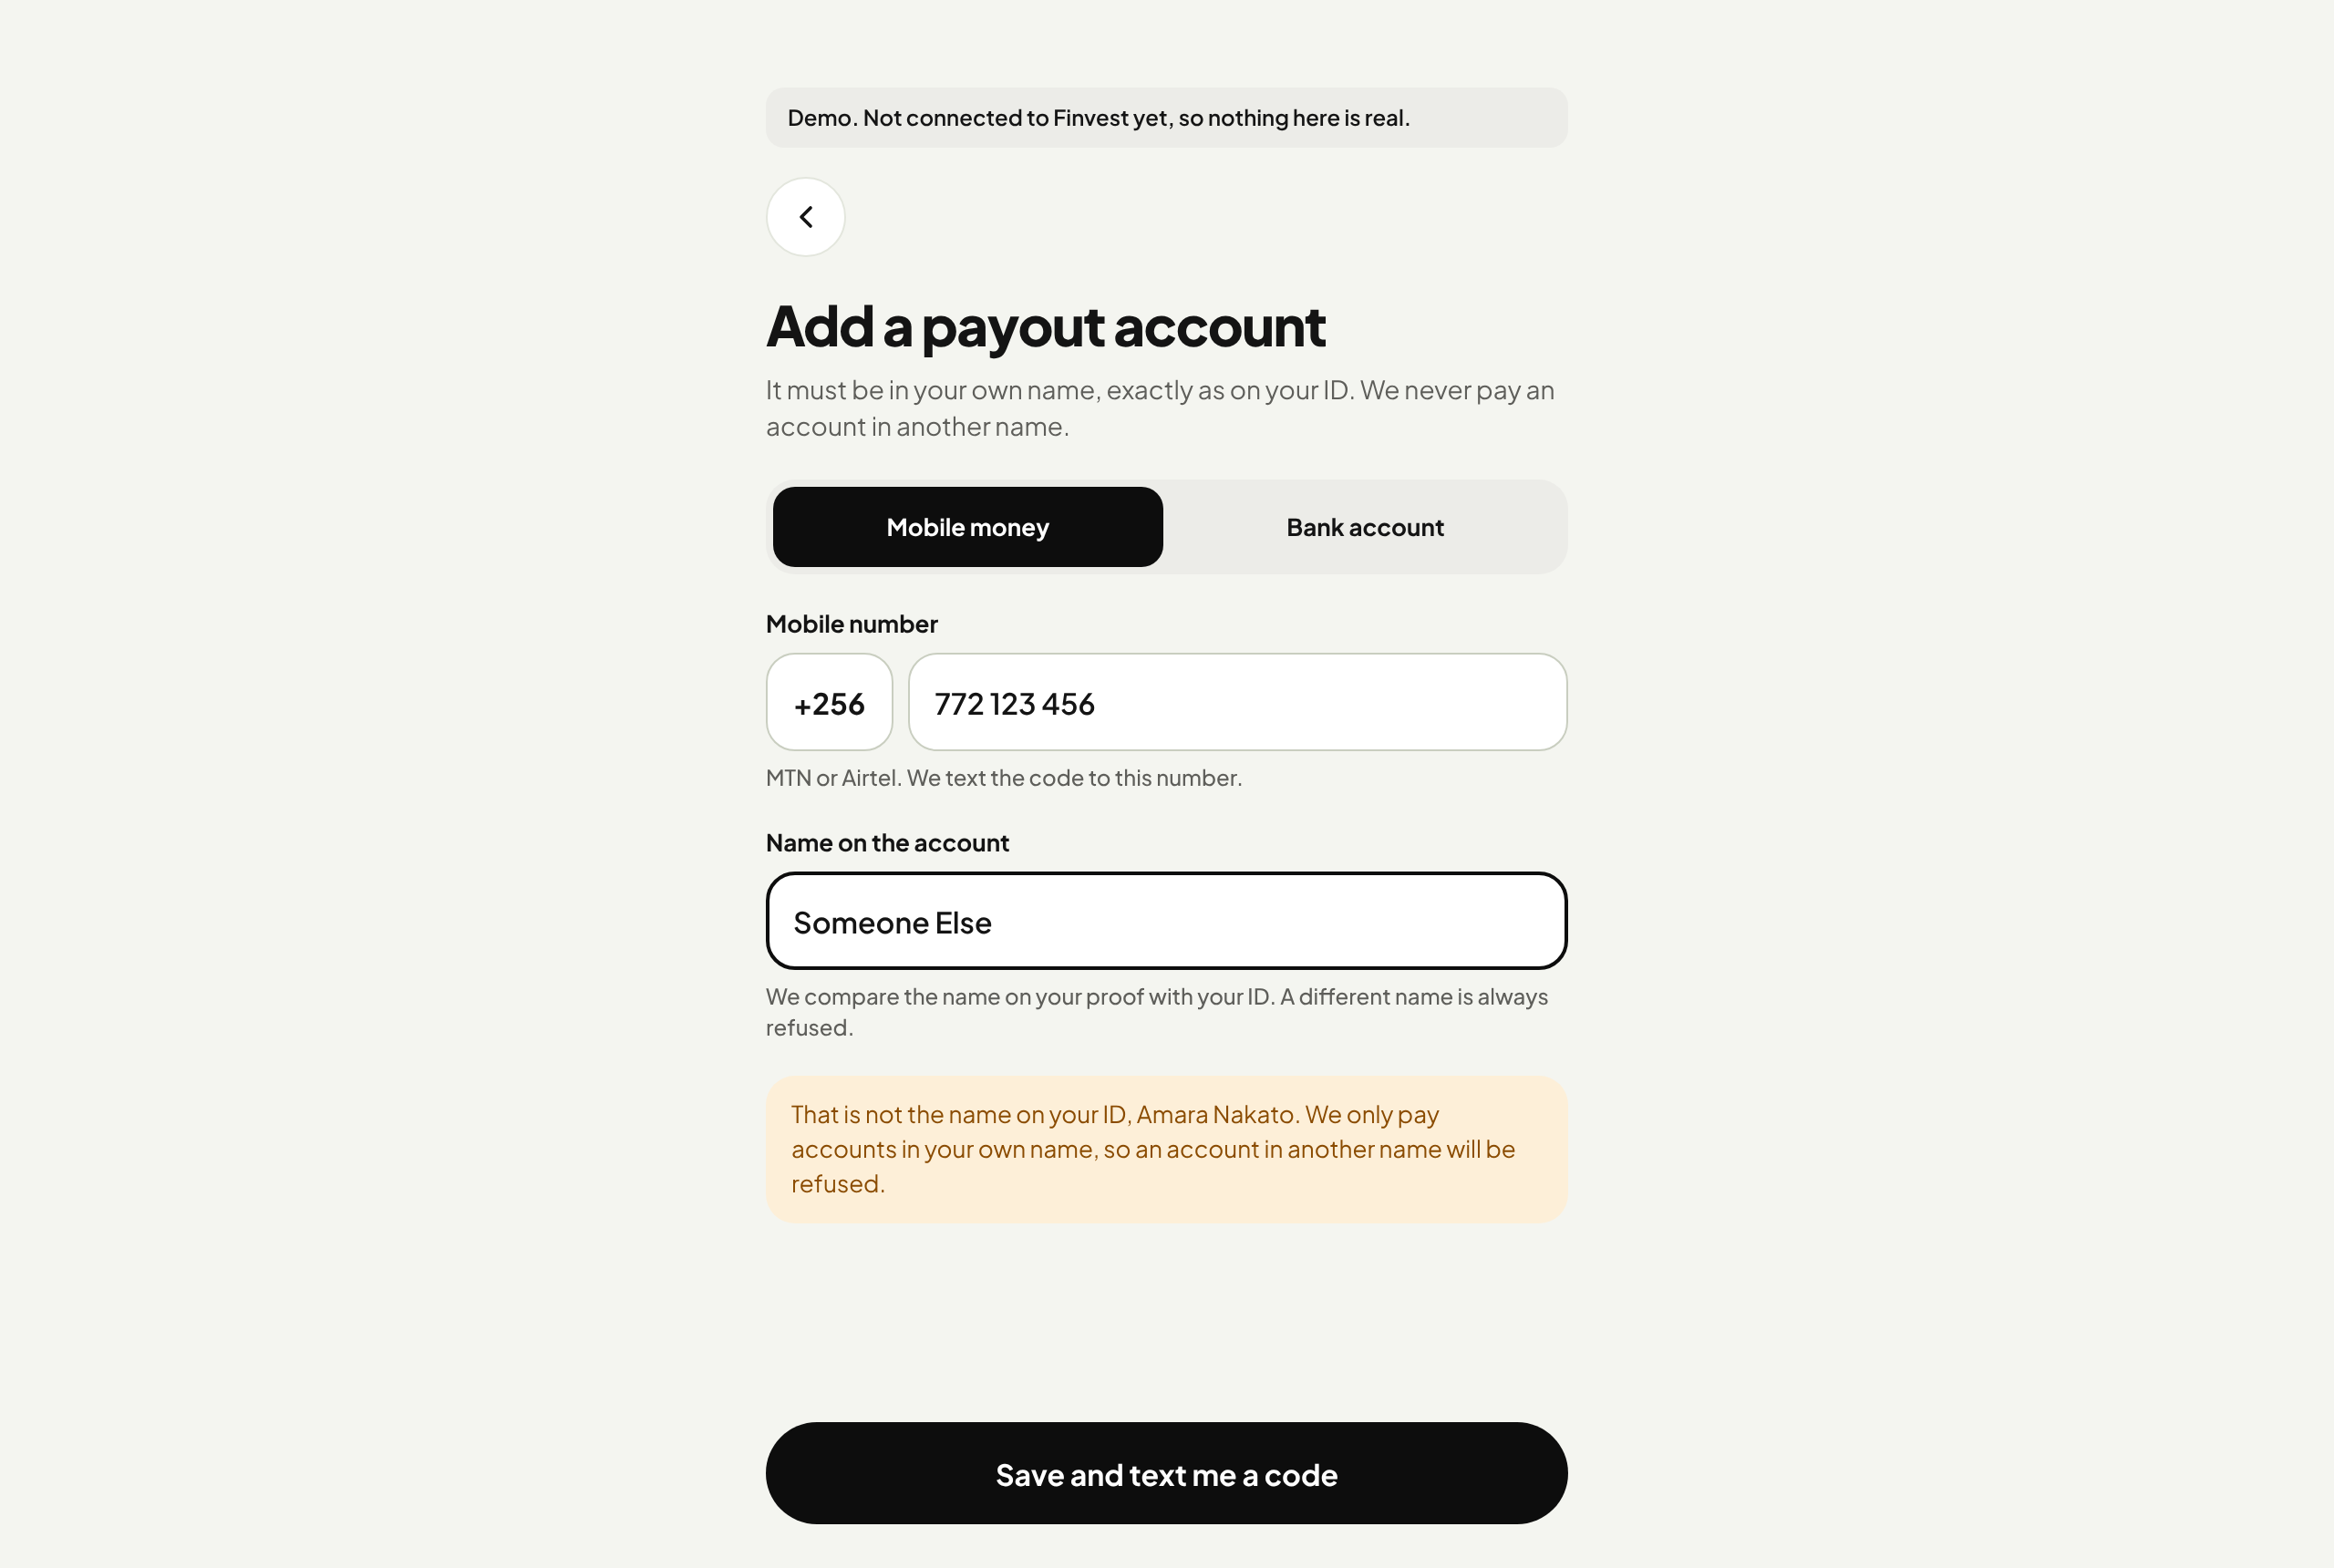 Demo. Not connected to Finvest yet, so nothing here is real.
Add a payout account
It must be in your own name, exactly as on your ID. We never pay an
account in another name.
Mobile money
Bank account
Mobile number
+256
772 123 456
MTN or Airtel. We text the code to this number.
Name on the account
Someone Else
We compare the name on your proof with your ID. A different name is always
refused.
That is not the name on your ID, Amara Nakato. We only pay
accounts in your own name, so an account in another name will be
refused.
Save and text me a code